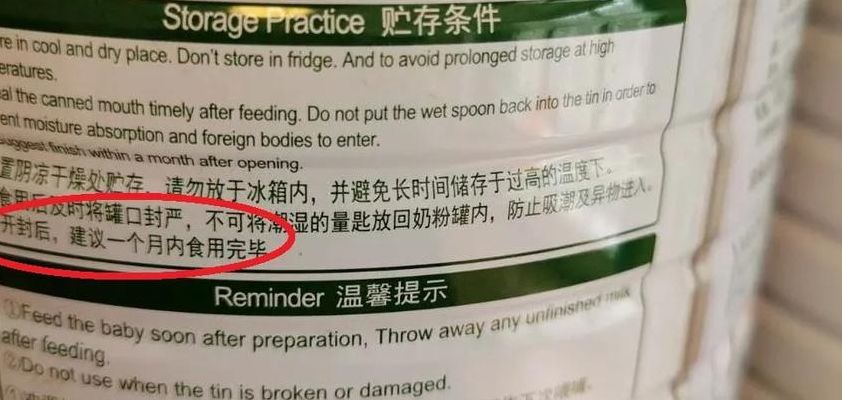 Storage Practice 贮存条件
re in cool and dry place. Don't store in fridge. And to avoid prolonged storage at high
eratures.
al the canned mouth timely after feeding. Do not put the wet spoon back into the tin in order to
ent moisture absorption and foreign bodies to enter.
suggest finish within a month after opening.
置阴凉干燥处贮存，请勿放于冰箱内，并避免长时间储存于过高的温度下。
食用后及时将罐口封严，不可将潮湿的量匙放回奶粉罐内，防止吸潮及异物进入。
开封后，建议一个月内食用完毕
Reminder 温馨提示
①Feed the baby soon after preparation, Throw away any unfinished milk
after feeding.
②Do not use when the tin is broken or damaged.